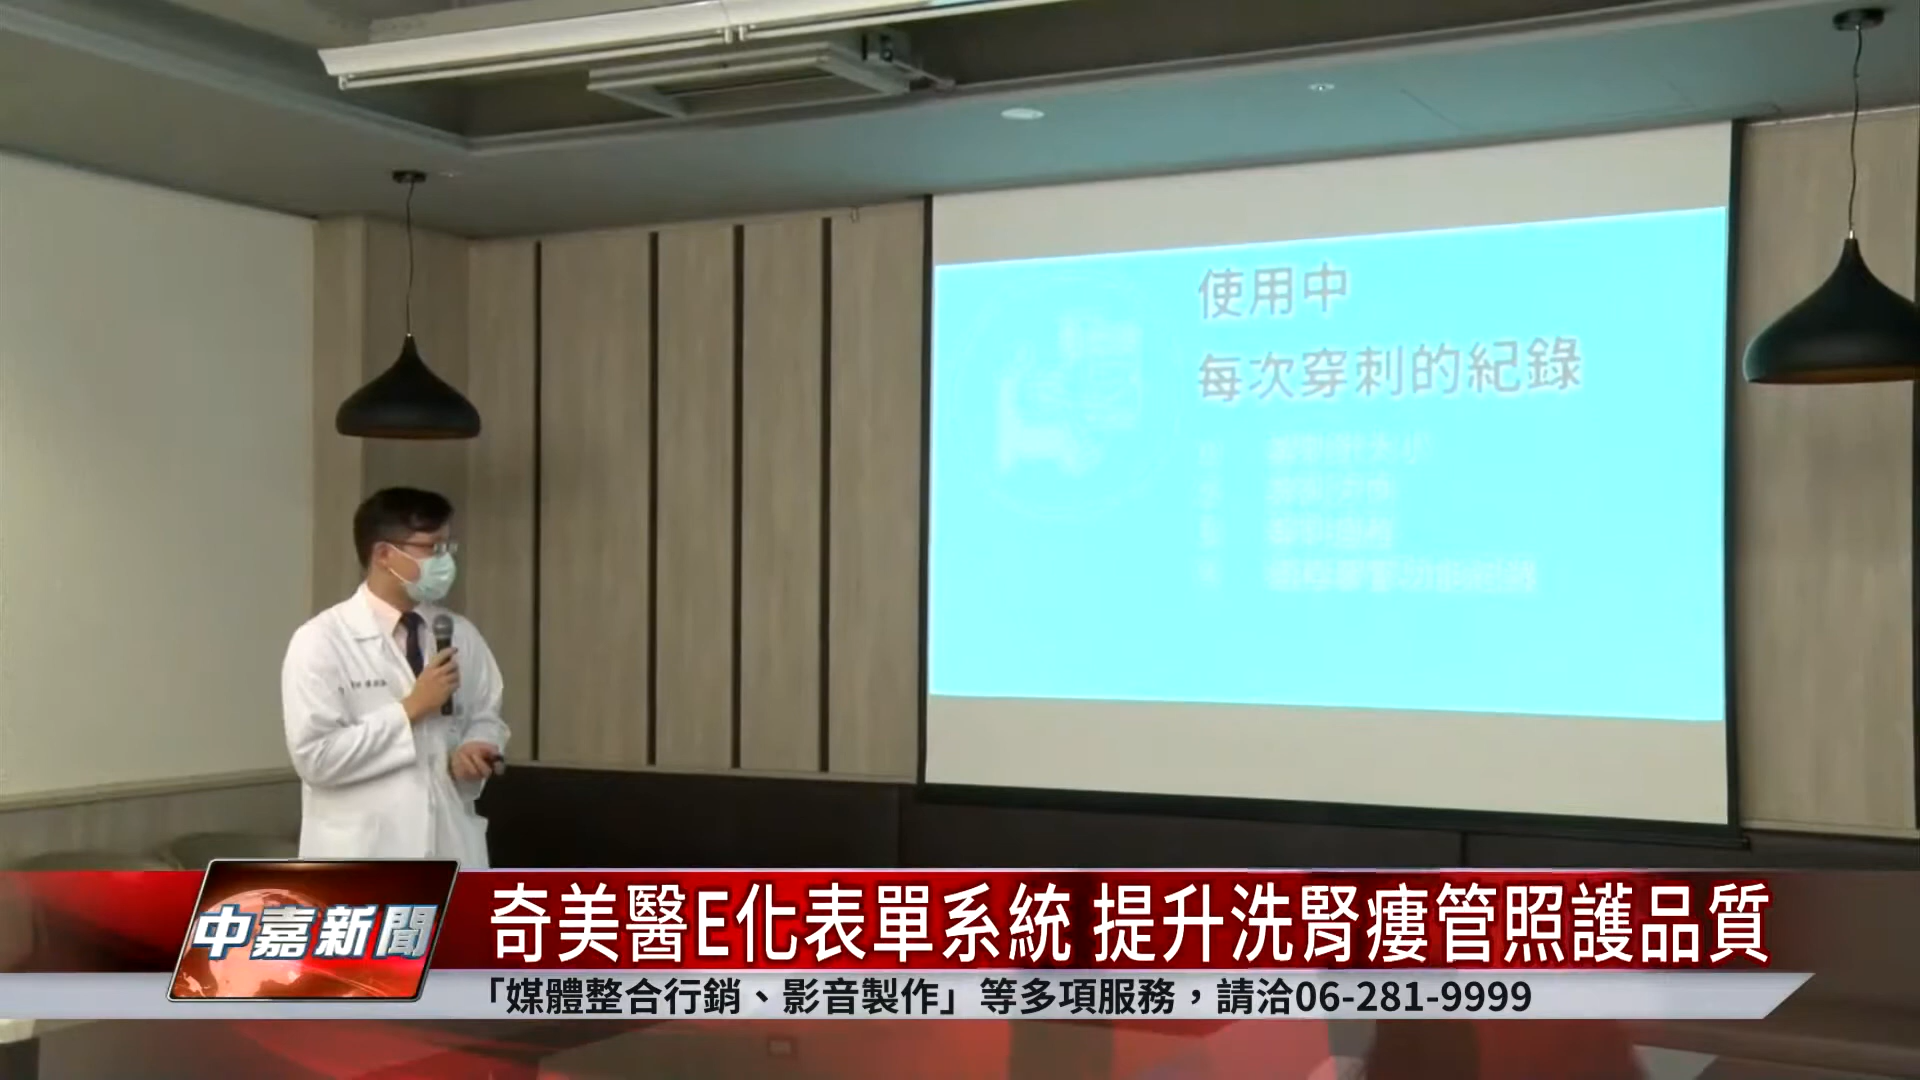 使用中
每次穿刺的紀錄
中嘉新聞
奇美醫E化表單系統 提升洗腎瘻管照護品質
「媒體整合行銷、影音製作」等多項服務，請洽06-281-9999